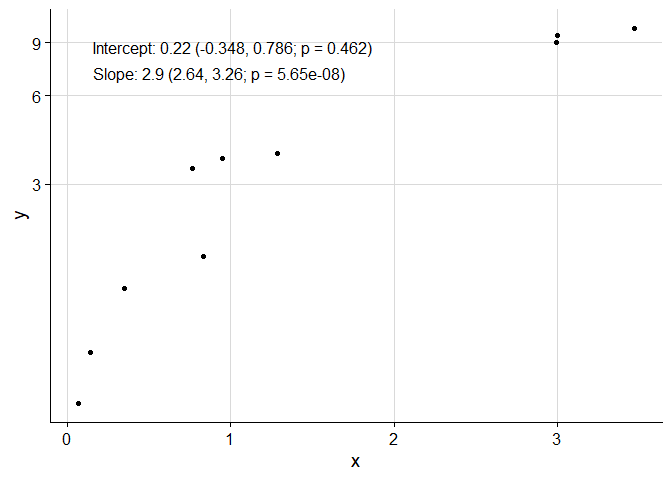 Intercept: 0.22 (-0.348, 0.786; p = 0.462)
Slope: 2.9 (2.64, 3.26; p = 5.65e-08)
9
6
3
y
0 1 2 3
x